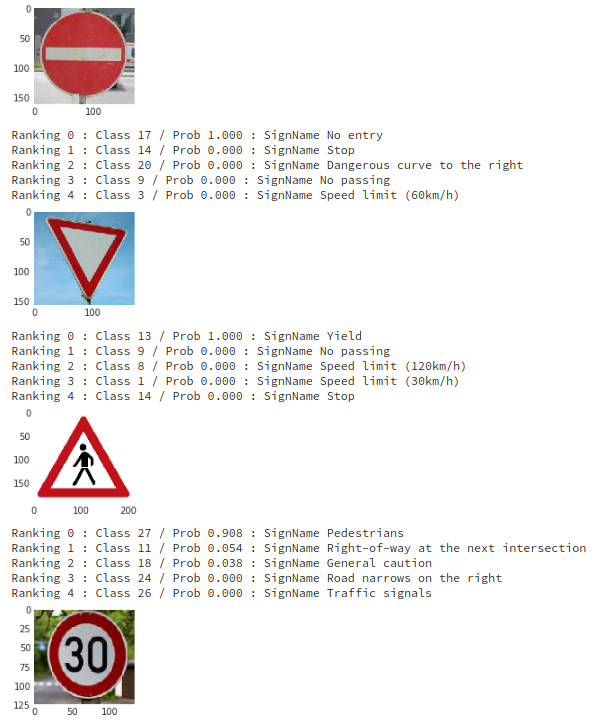 0
50
100
150
0 100
Ranking 0 : Class 17 / Prob 1.000 : SignName No entry
Ranking 1 : Class 14 / Prob 0.000 : SignName Stop
Ranking 2 : Class 20 / Prob 0.000 : SignName Dangerous curve to the right
Ranking 3 : Class 9 / Prob 0.000 : SignName No passing
Ranking 4 : Class 3 / Prob 0.000 : SignName Speed limit (60km/h)
0
50
100
150
0 100
Ranking 0 : Class 13 / Prob 1.000 : SignName Yield
Ranking 1 : Class 9 / Prob 0.000 : SignName No passing
Ranking 2 : Class 8 / Prob 0.000 : SignName Speed limit (120km/h)
Ranking 3 : Class 1 / Prob 0.000 : SignName Speed limit (30km/h)
Ranking 4 : Class 14 / Prob 0.000 : SignName Stop
0
50
100
150
0 100 200
Ranking 0 : Class 27 / Prob 0.908 : SignName Pedestrians
Ranking 1 : Class 11 / Prob 0.054 : SignName Right-of-way at the next intersection
Ranking 2 : Class 18 / Prob 0.038 : SignName General caution
Ranking 3 : Class 24 / Prob 0.000 : SignName Road narrows on the right
Ranking 4 : Class 26 / Prob 0.000 : SignName Traffic signals
0
25
50
30
75
100
125
0 50 100